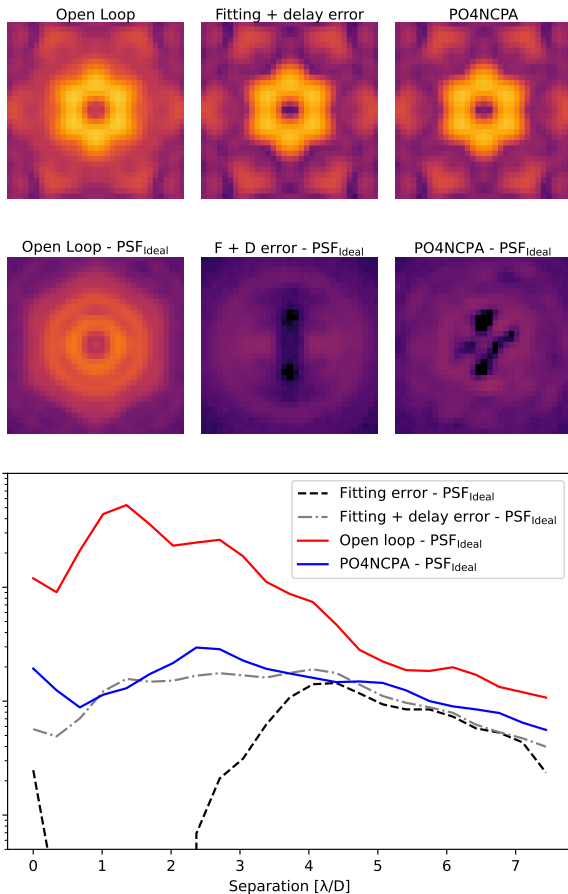 Open Loop
Fitting + delay error
PO4NCPA
Open Loop - PSF_Ideal
F + D error - PSF_Ideal
PO4NCPA - PSF_Ideal
Fitting error - PSF_Ideal
Fitting + delay error - PSF_Ideal
Open loop - PSF_Ideal
PO4NCPA - PSF_Ideal
0 1 2 3 4 5 6 7
Separation [λ/D]